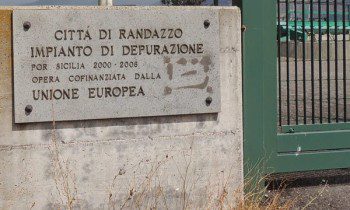 CITTÀ DI RANDAZZO
IMPIANTO DI DEPURAZIONE
POR SICILIA 2000-2006
OPERA COFINANZIATA DALLA
UNIONE EUROPEA